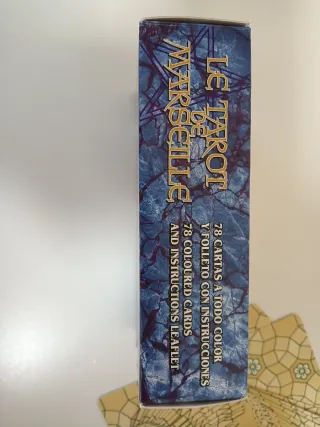 LE TAROT
DE
MARSEILLE
78 CARTAS A TODO COLOR
Y FOLLETO CON INSTRUCCIONES
78 COLOURED CARDS
AND INSTRUCTIONS LEAFLET